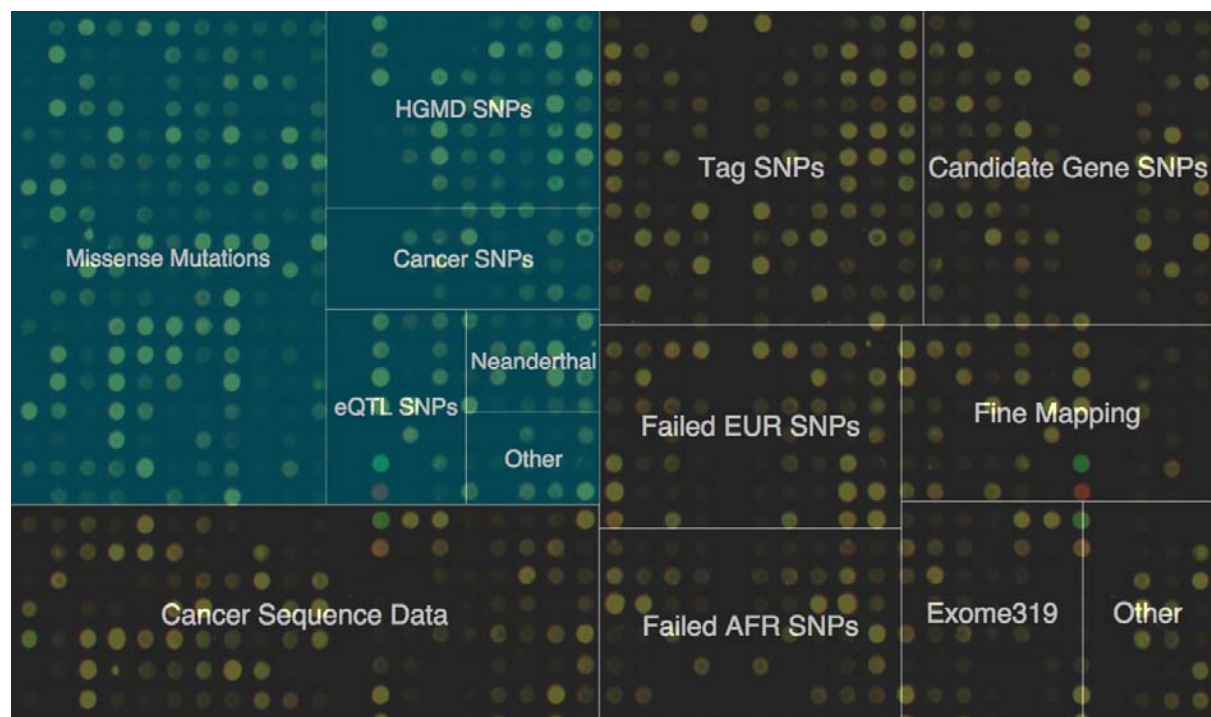 Missense Mutations
HGMD SNPs
Cancer SNPs
eQTL SNPs
Neanderthal
Other
Cancer Sequence Data
Tag SNPs
Candidate Gene SNPs
Failed EUR SNPs
Fine Mapping
Failed AFR SNPs
Exome319
Other